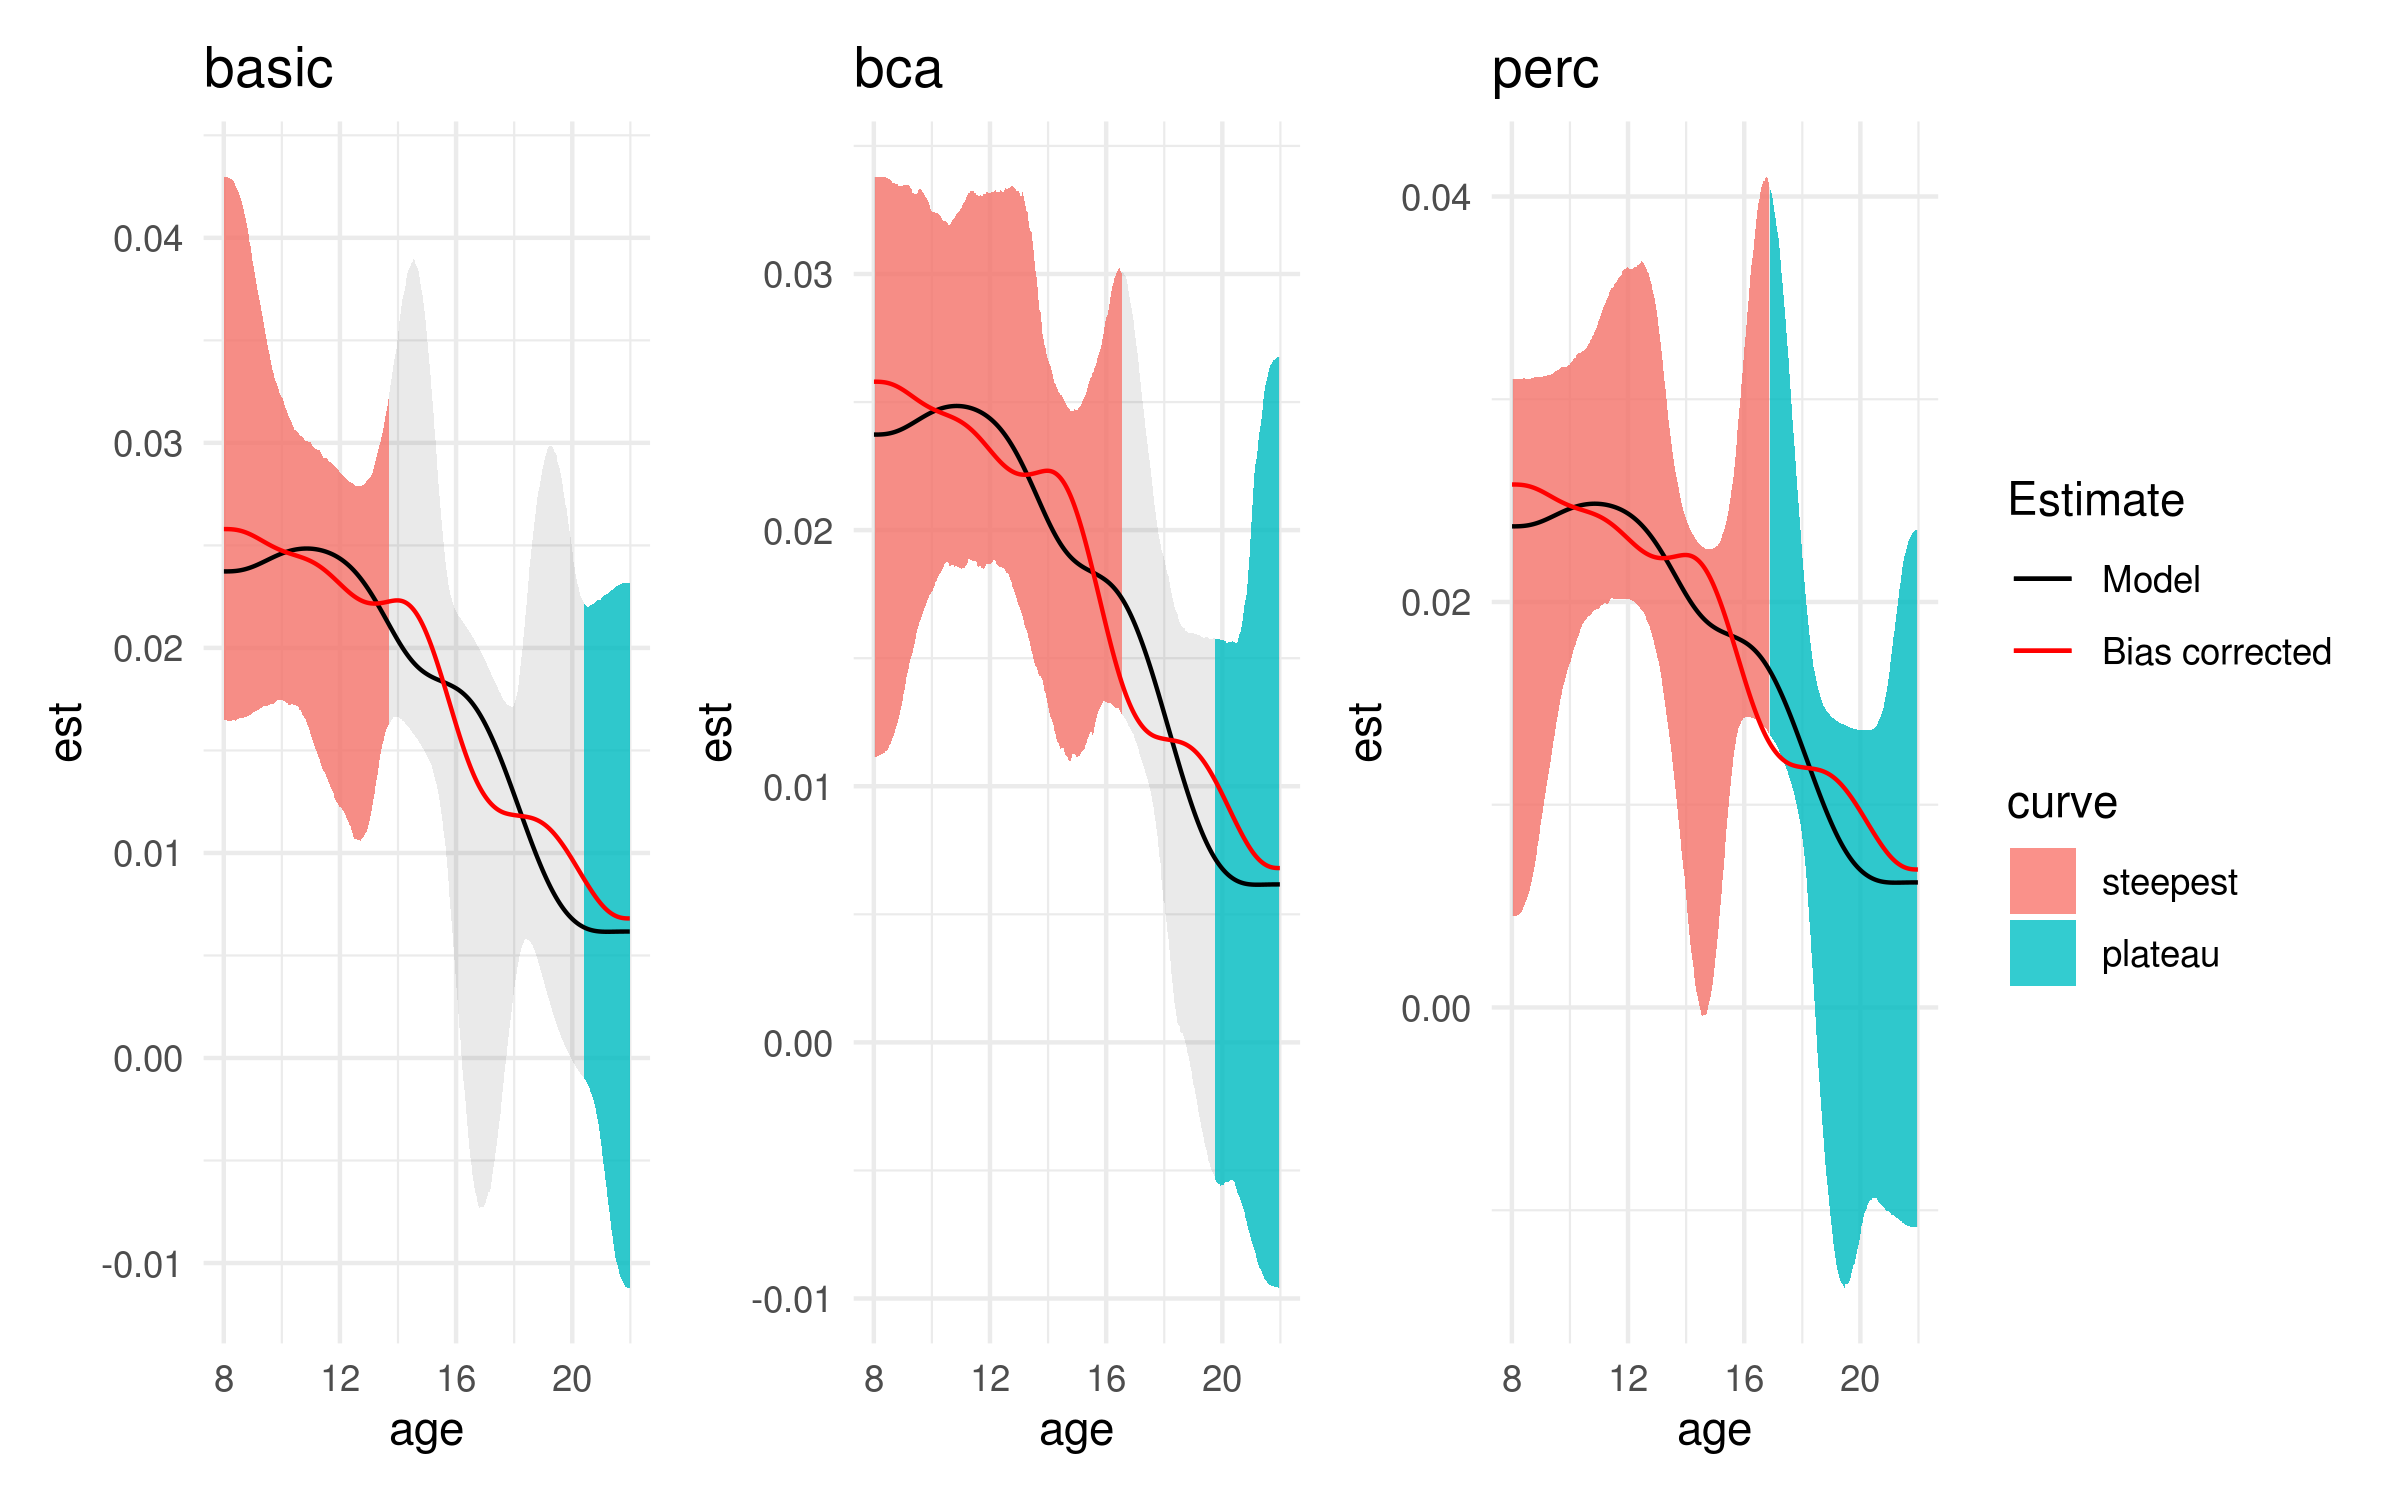 basic
bca
perc
est
0.04
0.03
0.02
0.01
0.00
-0.01
8 12 16 20
age
est
0.03
0.02
0.01
0.00
-0.01
8 12 16 20
age
est
0.04
0.02
0.00
8 12 16 20
age
Estimate
Model
Bias corrected
curve
steepest
plateau